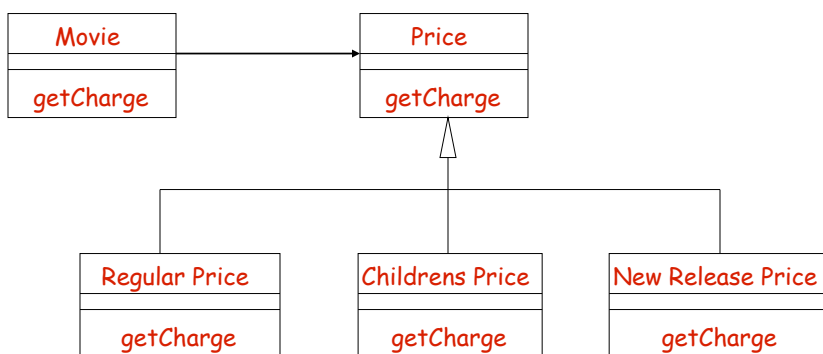 Movie
Price
getCharge
getCharge
Regular Price
Childrens Price
New Release Price
getCharge
getCharge
getCharge